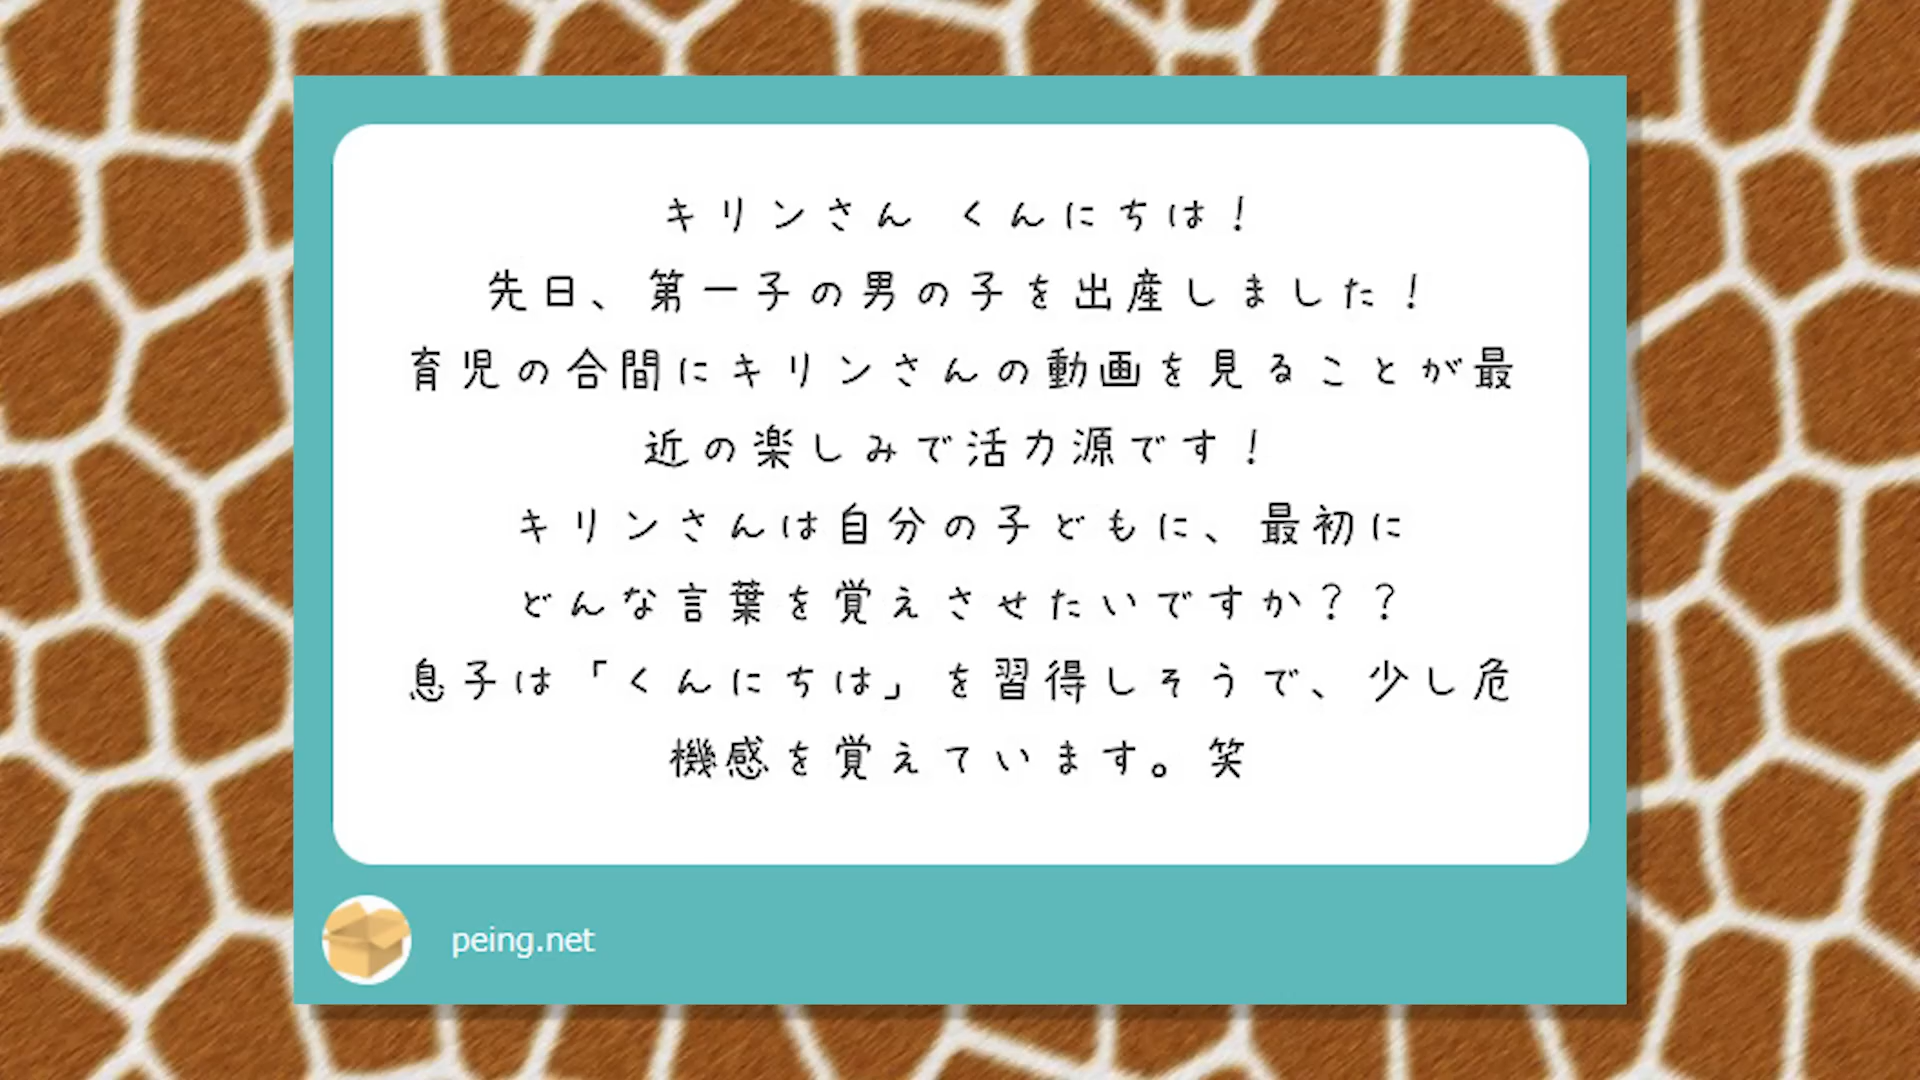 キリンさん くんにちは！
先日、第一子の男の子を出産しました！
育児の合間にキリンさんの動画を見ることが最
近の楽しみで活力源です！
キリンさんは自分の子どもに、最初に
どんな言葉を覚えさせたいですか？？
息子は「くんにちは」を習得しそうで、少し危
機感を覚えています。笑
peing.net